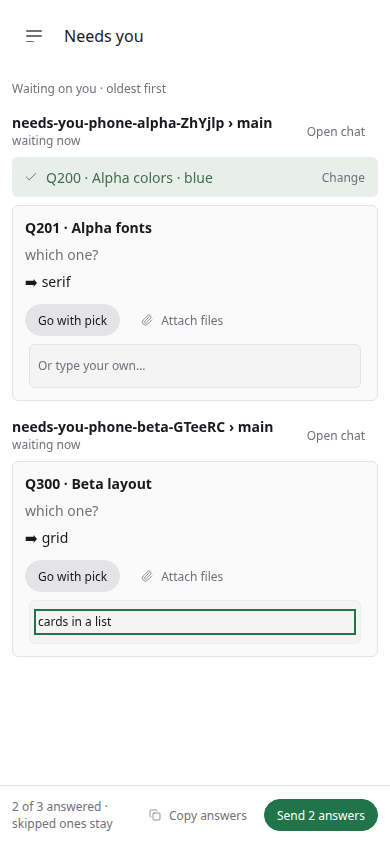 Needs you
Waiting on you · oldest first
needs-you-phone-alpha-ZhYjlp › main
waiting now
Open chat
Q200 · Alpha colors · blue
Change
Q201 · Alpha fonts
which one?
➡ serif
Go with pick
Attach files
Or type your own...
needs-you-phone-beta-GTeeRC › main
waiting now
Open chat
Q300 · Beta layout
which one?
➡ grid
Go with pick
Attach files
cards in a list
2 of 3 answered ·
skipped ones stay
Copy answers
Send 2 answers